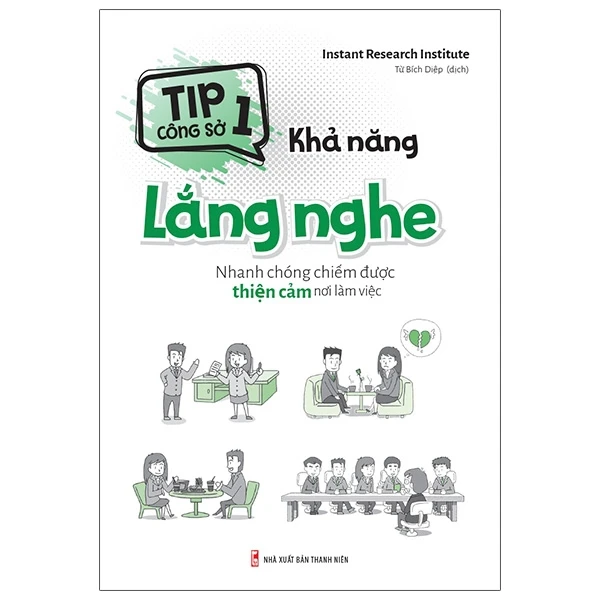 Instant Research Institute
Từ Bích Diệp (dịch)
TIP
CÔNG SỞ 1
Khả năng
Lắng nghe
Nhanh chóng chiếm được
thiện cảm nơi làm việc
NHÀ XUẤT BẢN THANH NIÊN